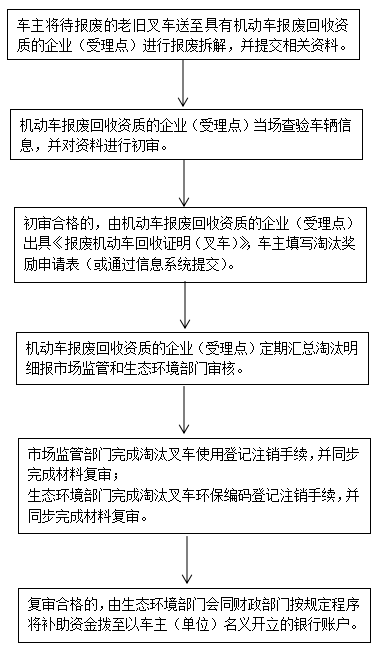 车主将待报废的老旧叉车送至具有机动车报废回收资
质的企业（受理点）进行报废拆解，并提交相关资料。
机动车报废回收资质的企业（受理点）当场查验车辆信
息，并对资料进行初审。
初审合格的，由机动车报废回收资质的企业（受理点）
出具《报废机动车回收证明（叉车）》，车主填写淘汰奖
励申请表（或通过信息系统提交）。
机动车报废回收资质的企业（受理点）定期汇总淘汰明
细报市场监管和生态环境部门审核。
市场监管部门完成淘汰叉车使用登记注销手续，并同步
完成材料复审；
生态环境部门完成淘汰叉车环保编码登记注销手续，并
同步完成材料复审。
复审合格的，由生态环境部门会同财政部门按规定程序
将补助资金拨至以车主（单位）名义开立的银行账户。